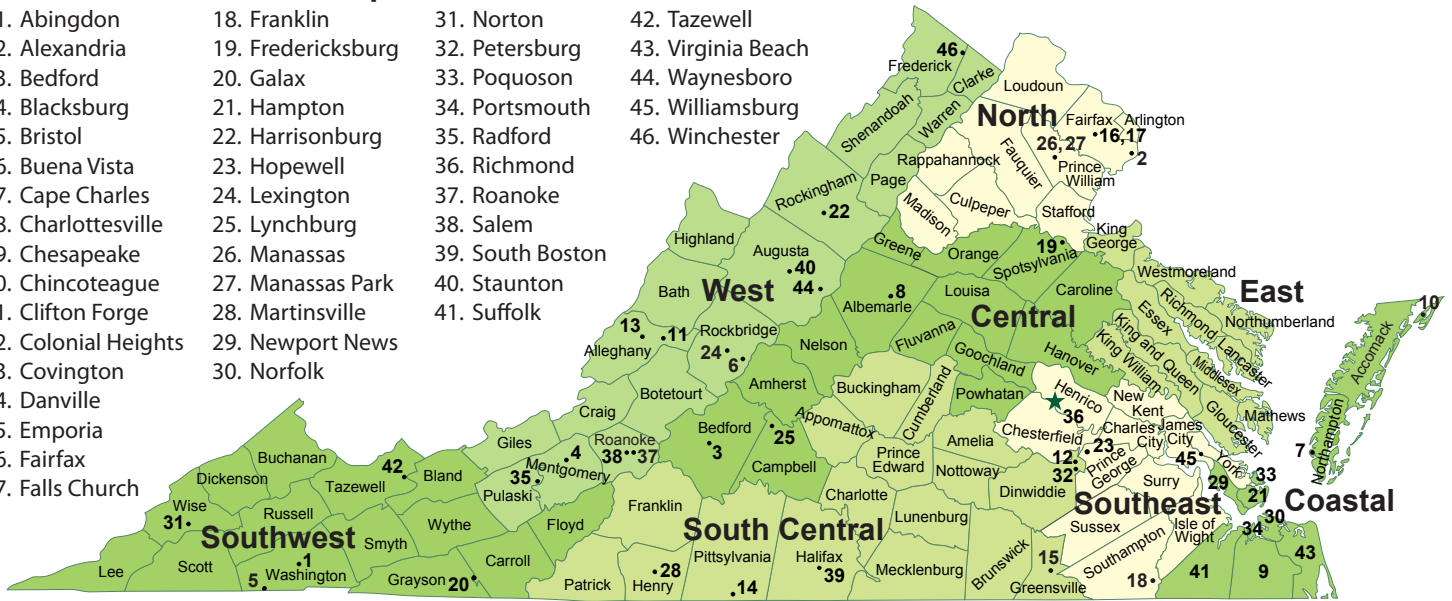 1. Abingdon
2. Alexandria
3. Bedford
4. Blacksburg
5. Bristol
6. Buena Vista
7. Cape Charles
8. Charlottesville
9. Chesapeake
0. Chincoteague
1. Clifton Forge
2. Colonial Heights
3. Covington
4. Danville
5. Emporia
6. Fairfax
7. Falls Church
18. Franklin
19. Fredericksburg
20. Galax
21. Hampton
22. Harrisonburg
23. Hopewell
24. Lexington
25. Lynchburg
26. Manassas
27. Manassas Park
28. Martinsville
29. Newport News
30. Norfolk
31. Norton
32. Petersburg
33. Poquoson
34. Portsmouth
35. Radford
36. Richmond
37. Roanoke
38. Salem
39. South Boston
40. Staunton
41. Suffolk
42. Tazewell
43. Virginia Beach
44. Waynesboro
45. Williamsburg
46. Winchester
46
Frederick
Clarke
Loudoun
Shenandoah
Warren
North
Fairfax
Arlington
16,17
26, 27
2
Rappahannock
Fauquier
Prince
William
Page
Rockingham
22
Madison
Culpeper
Stafford
King
George
Highland
Augusta
40
44
Greene
Orange
19
Spotsylvania
Westmoreland
East
Bath
West
Albemarle
8
Louisa
Caroline
Central
Essex
Richmond
Northumberland
Lancaster
10
Accomack
13
11
Alleghany
Rockbridge
24
6
Nelson
Fluvanna
Goochland
Hanover
King and Queen
King William
Middlesex
Botetourt
Amherst
Buckingham
Cumberland
Powhatan
Henrico
36
New
Kent
Gloucester
Mathews
Craig
Appomattox
Chesterfield
Charles
City
James
City
7
Northampton
Giles
Roanoke
38
37
Bedford
3
25
Campbell
Prince
Edward
Amelia
Nottoway
12
32
23
Prince
George
45
York
33
Buchanan
Dickenson
42
Tazewell
Bland
4
Montgomery
35
Pulaski
Charlotte
Dinwiddie
Surry
29
21
Coastal
Wise
31
Russell
Southwest
Smyth
Wythe
Floyd
Franklin
South Central
Lunenburg
Southeast
Sussex
Isle of
Wight
30
34
Lee
Scott
1
5
Washington
Grayson
20
Carroll
Patrick
28
Henry
Pittsylvania
14
Halifax
39
Mecklenburg
Brunswick
15
Greensville
Southampton
18
41
9
43